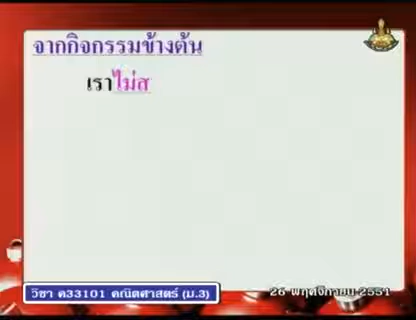 จากกิจกรรมข้างต้น
เราไม่ส
วิชา ค33101 คณิตศาสตร์ (ม.3)
26 พฤศจิกายน 2551